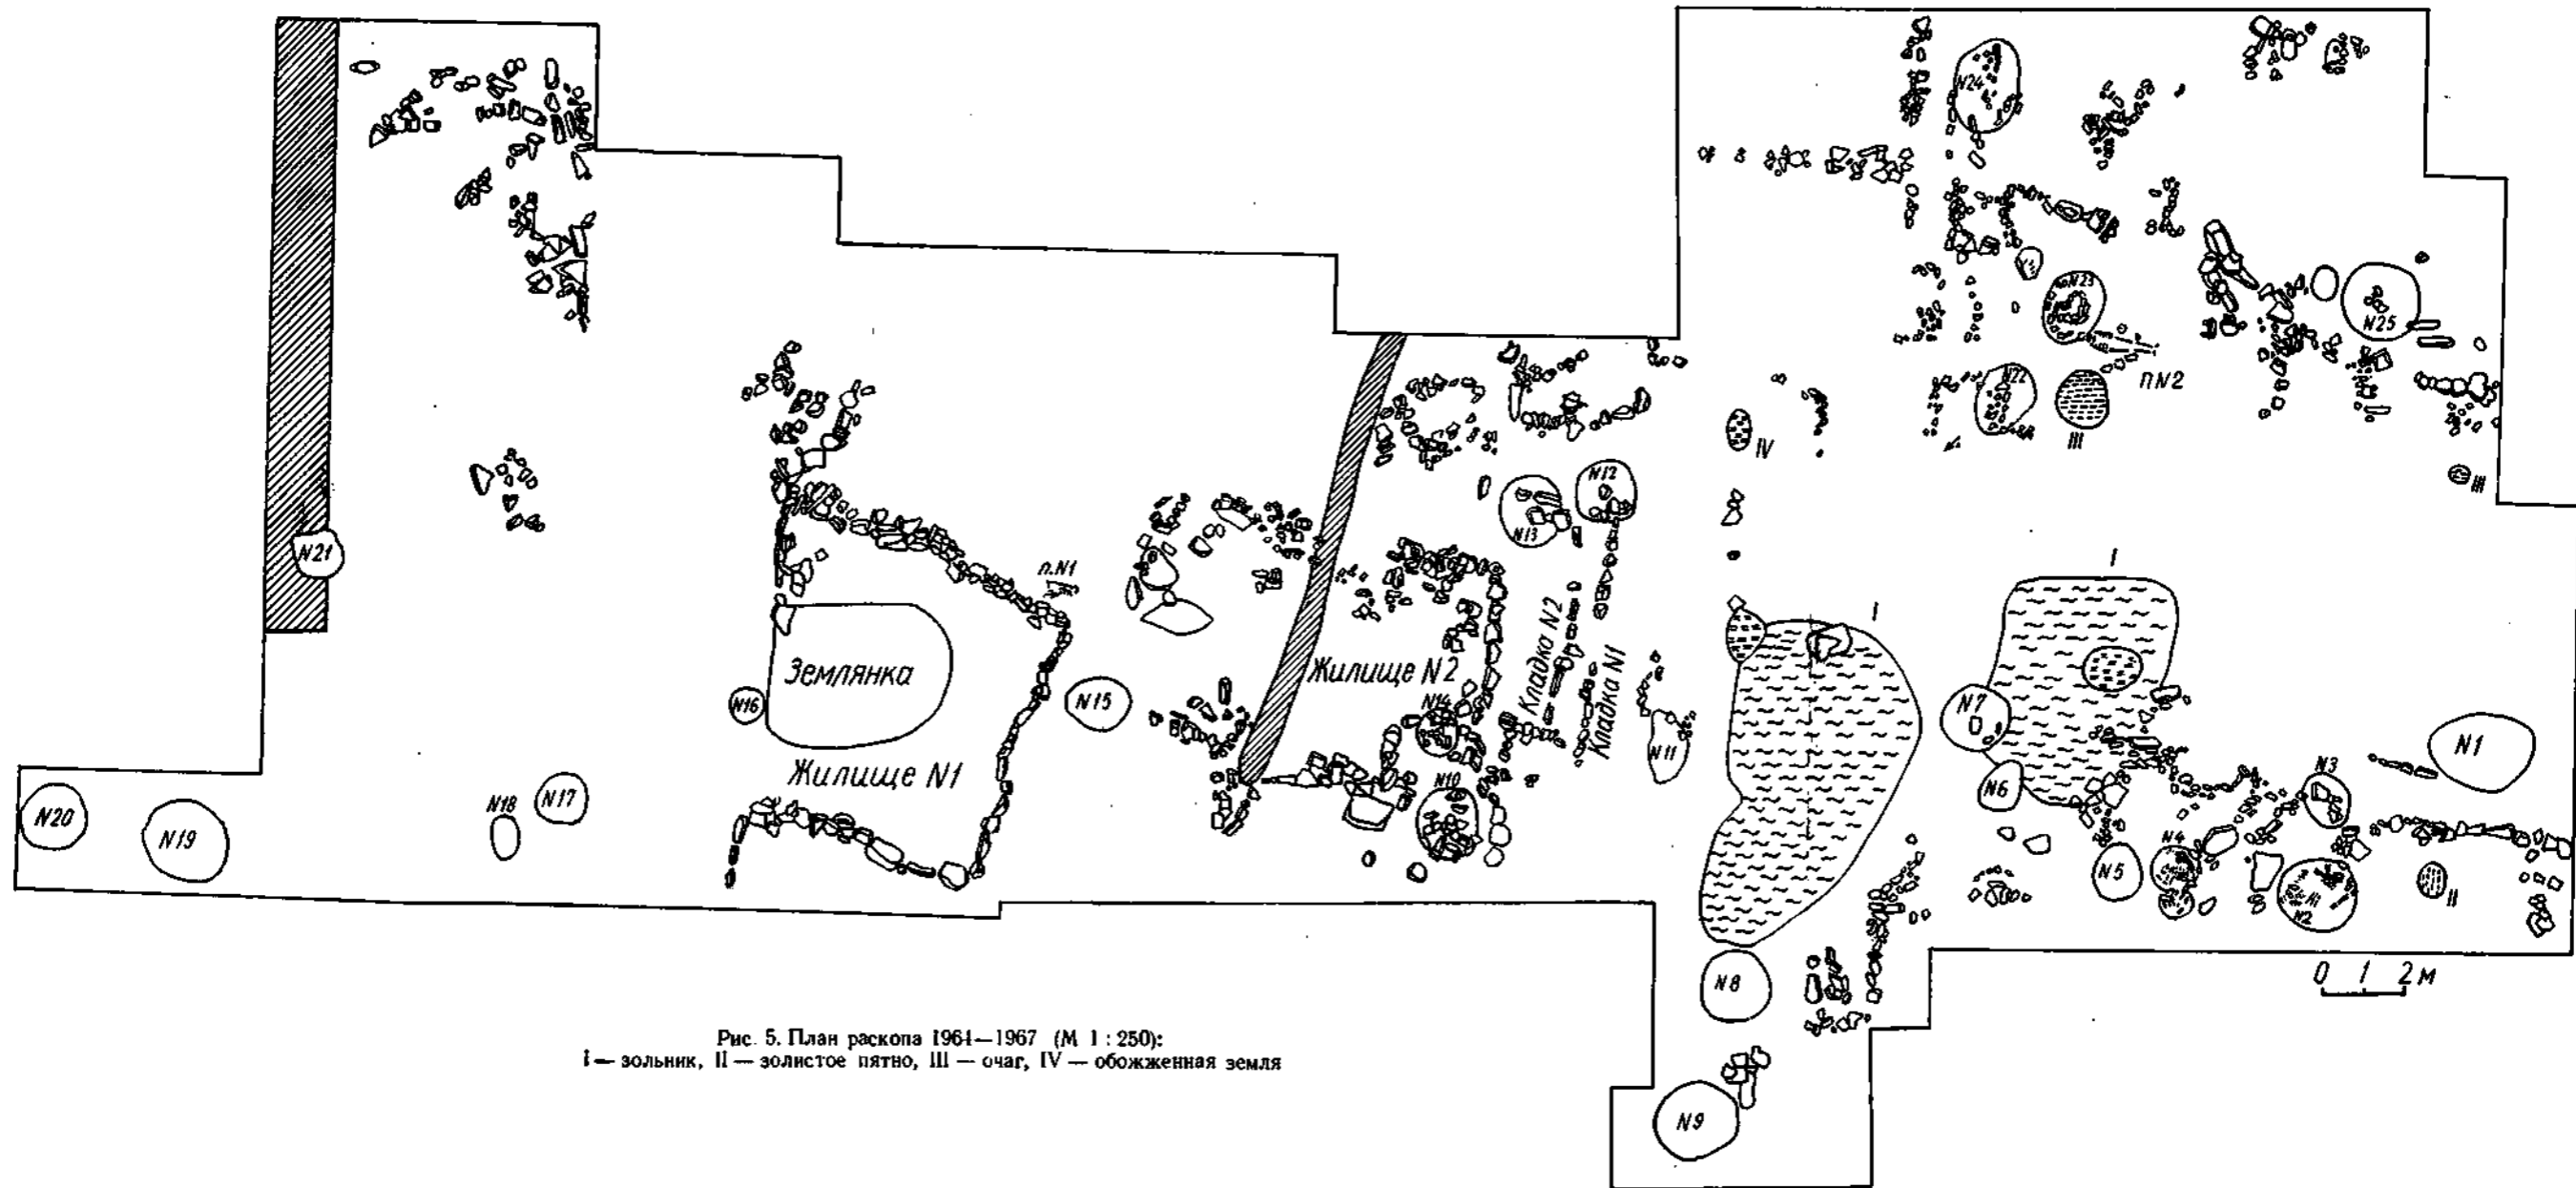 N24
N23
N25
N22
ПN2
III
IV
III
N12
N13
N21
п.N1
I
I
Землянка
Жилище N2
Кладка N2
Кладка N1
N16
N15
N14
N11
N7
N1
Жилище N1
N6
N3
N20
N19
N18
N17
N10
N4
N5
N2
II
N8
0 1 2м
N9
Рис. 5. План раскопа 1964—1967 (М 1 : 250):
I — зольник, II — золистое пятно, III — очаг, IV — обожженная земля